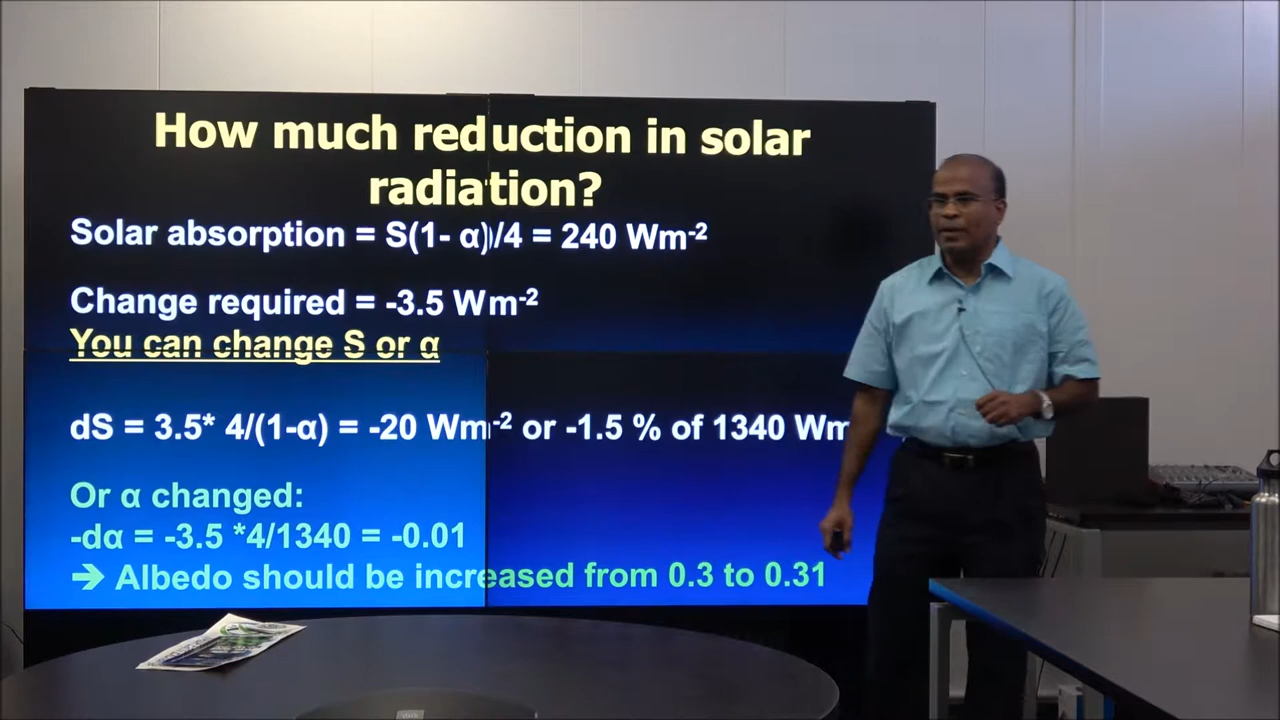 How much reduction in solar
radiation?
Solar absorption = S(1- α)/4 = 240 Wm⁻²
Change required = -3.5 Wm⁻²
You can change S or α
dS = 3.5* 4/(1-α) = -20 Wm⁻² or -1.5 % of 1340 Wm
Or α changed:
-dα = -3.5 *4/1340 = -0.01
➔ Albedo should be increased from 0.3 to 0.31